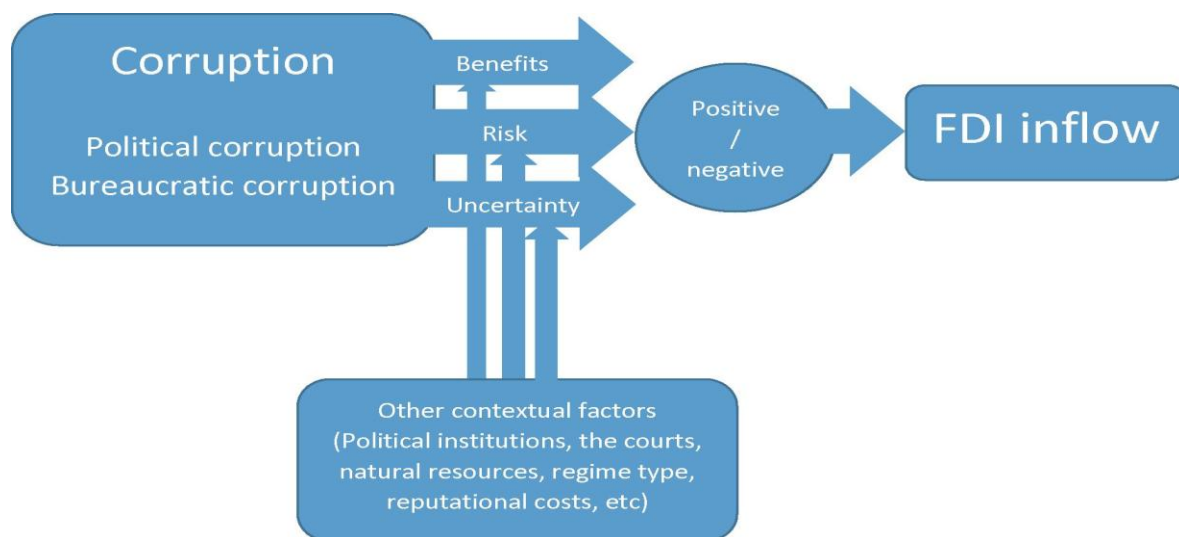 Corruption
Political corruption
Bureaucratic corruption
Benefits
Risk
Uncertainty
Positive
/
negative
FDI inflow
Other contextual factors
(Political institutions, the courts,
natural resources, regime type,
reputational costs, etc)